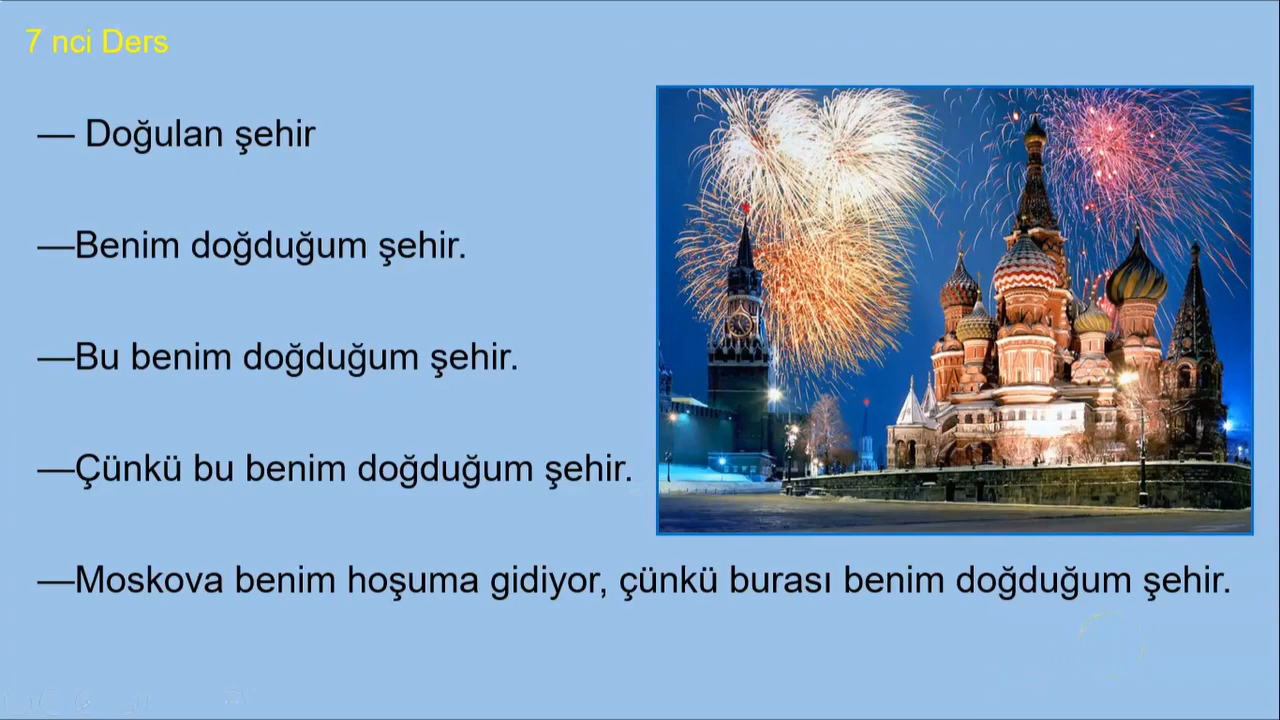 7 nci Ders
— Doğulan şehir
—Benim doğduğum şehir.
—Bu benim doğduğum şehir.
—Çünkü bu benim doğduğum şehir.
—Moskova benim hoşuma gidiyor, çünkü burası benim doğduğum şehir.